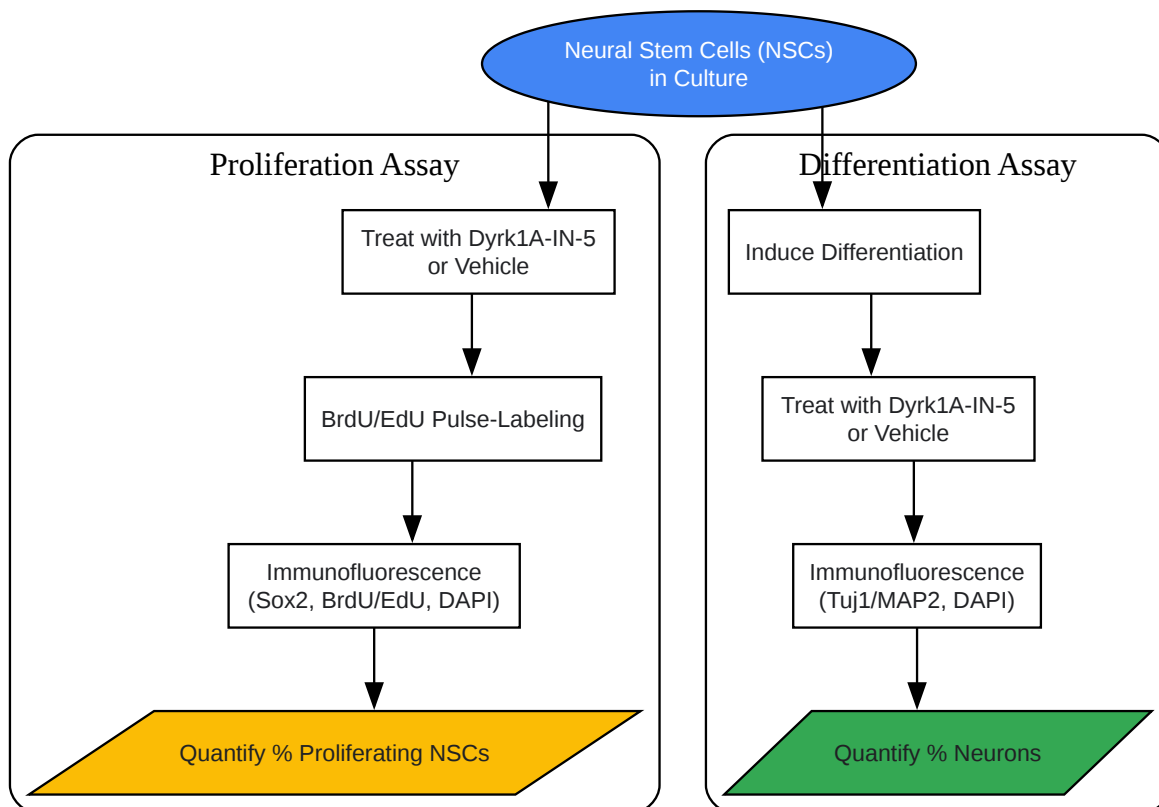 Neural Stem Cells (NSCs)
in Culture
Proliferation Assay
Treat with Dyrk1A-IN-5
or Vehicle
BrdU/EdU Pulse-Labeling
Immunofluorescence
(Sox2, BrdU/EdU, DAPI)
Quantify % Proliferating NSCs
Differentiation Assay
Induce Differentiation
Treat with Dyrk1A-IN-5
or Vehicle
Immunofluorescence
(Tuj1/MAP2, DAPI)
Quantify % Neurons